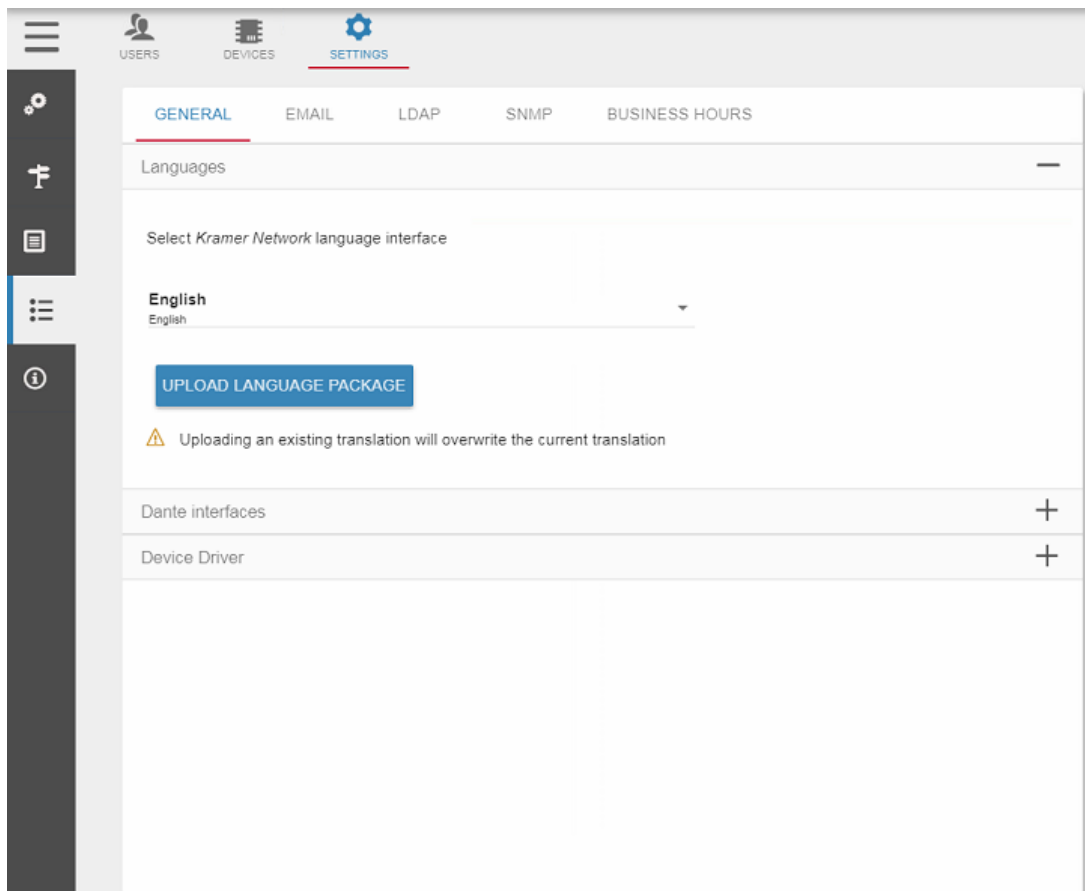 USERS DEVICES SETTINGS
GENERAL EMAIL LDAP SNMP BUSINESS HOURS
Languages
Select Kramer Network language interface
English
English
UPLOAD LANGUAGE PACKAGE
Uploading an existing translation will overwrite the current translation
Dante interfaces
Device Driver